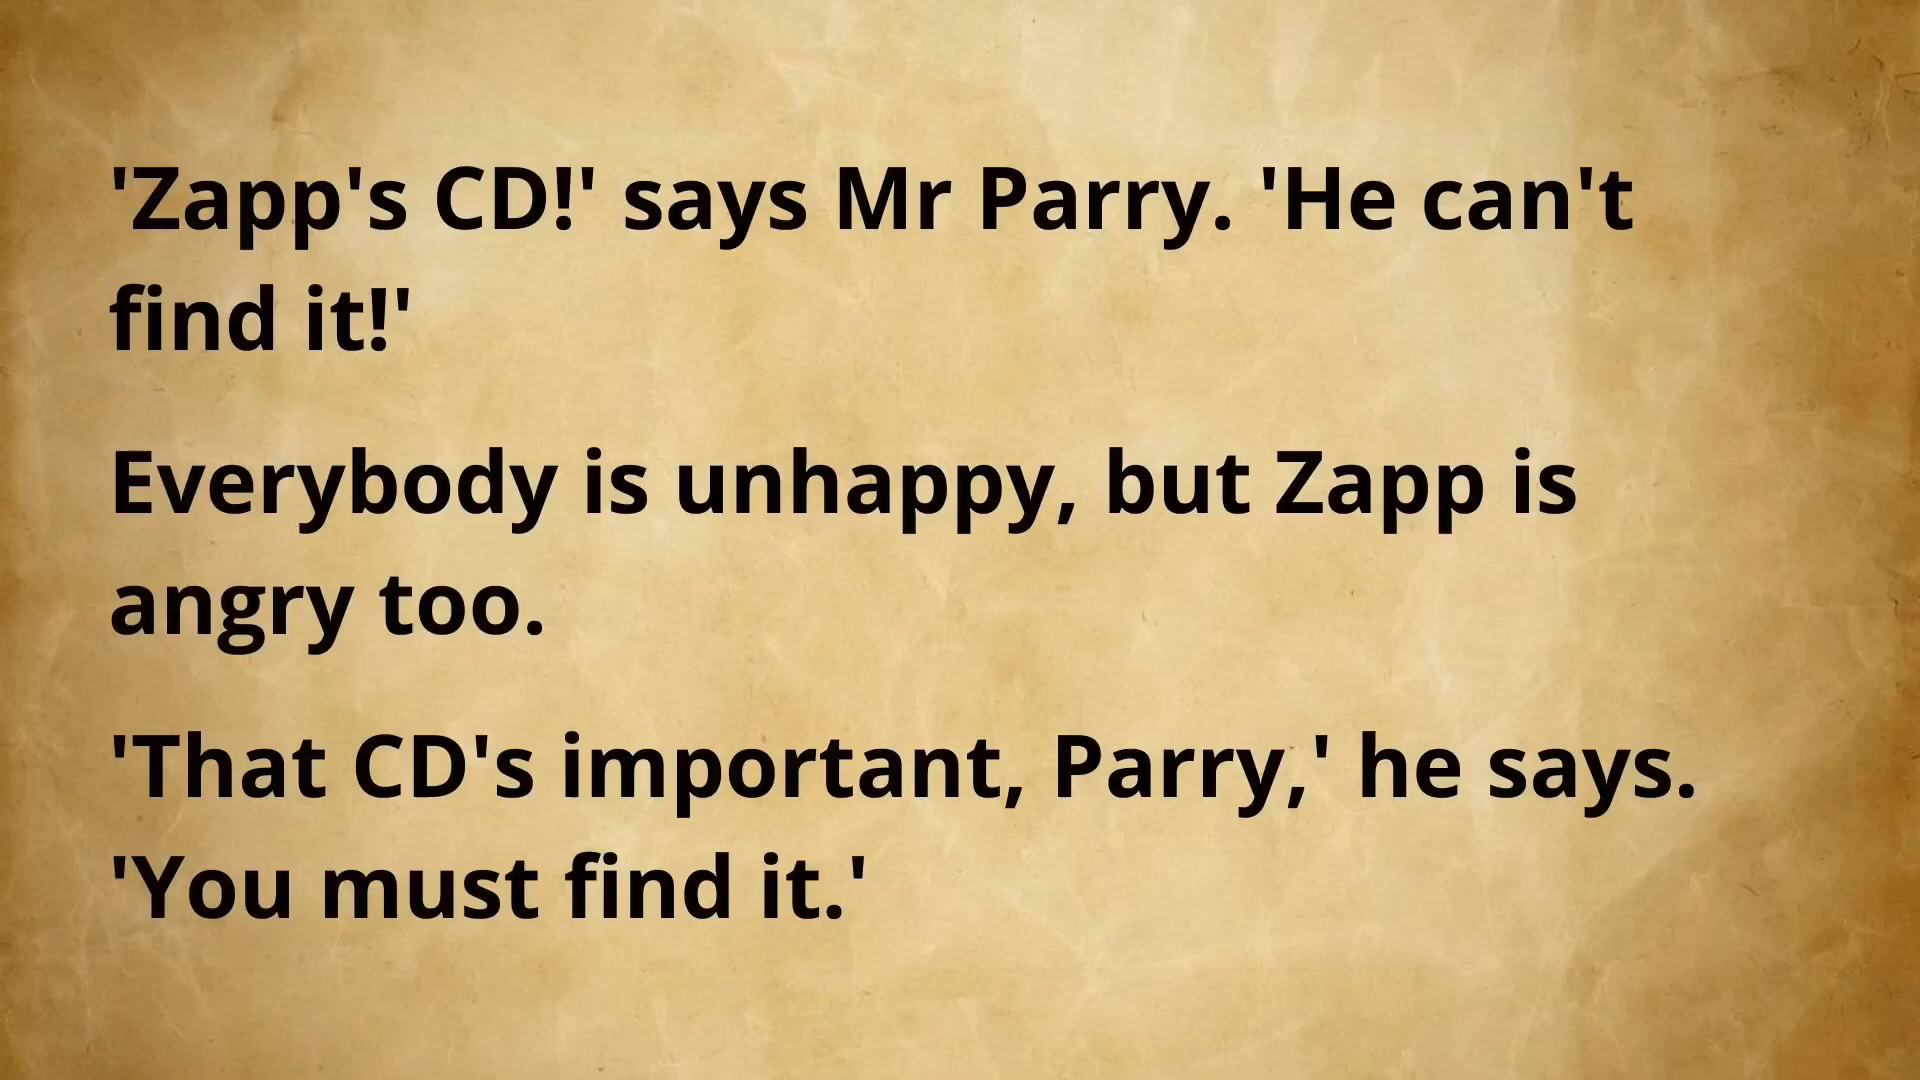 'Zapp's CD!' says Mr Parry. 'He can't
find it!'
Everybody is unhappy, but Zapp is
angry too.
'That CD's important, Parry,' he says.
'You must find it.'